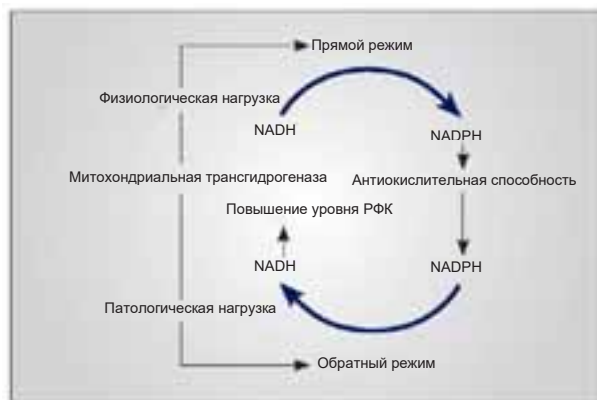 Прямой режим
Физиологическая нагрузка
NADH
NADPH
Митохондриальная трансгидрогеназа
Антиокислительная способность
Повышение уровня РФК
NADH
NADPH
Патологическая нагрузка
Обратный режим